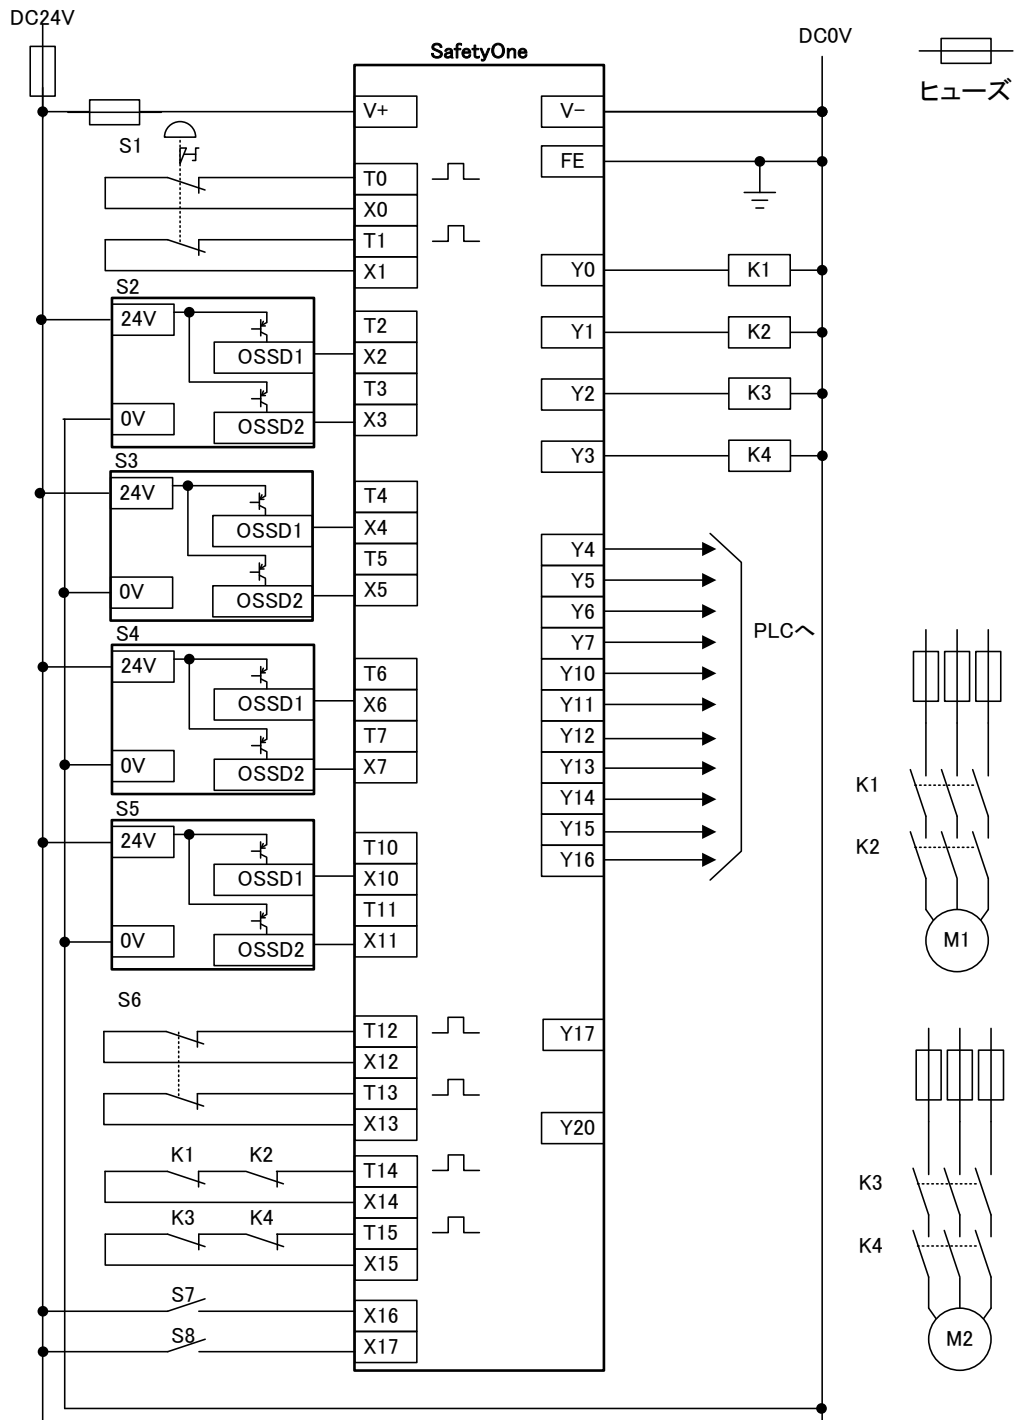 DC24V
DC0V
SafetyOne
ヒューズ
V+
V-
S1
FE
T0
X0
T1
X1
Y0
K1
S2
24V
OSSD1
0V
OSSD2
T2
X2
T3
X3
Y1
K2
Y2
K3
Y3
K4
S3
24V
OSSD1
0V
OSSD2
T4
X4
T5
X5
Y4
Y5
Y6
Y7
Y10
Y11
Y12
Y13
Y14
Y15
Y16
PLCへ
S4
24V
OSSD1
0V
OSSD2
T6
X6
T7
X7
S5
24V
OSSD1
0V
OSSD2
T10
X10
T11
X11
K1
K2
M1
S6
T12
X12
T13
X13
Y17
Y20
K1
K2
T14
X14
K3
K4
T15
X15
S7
X16
S8
X17
K3
K4
M2